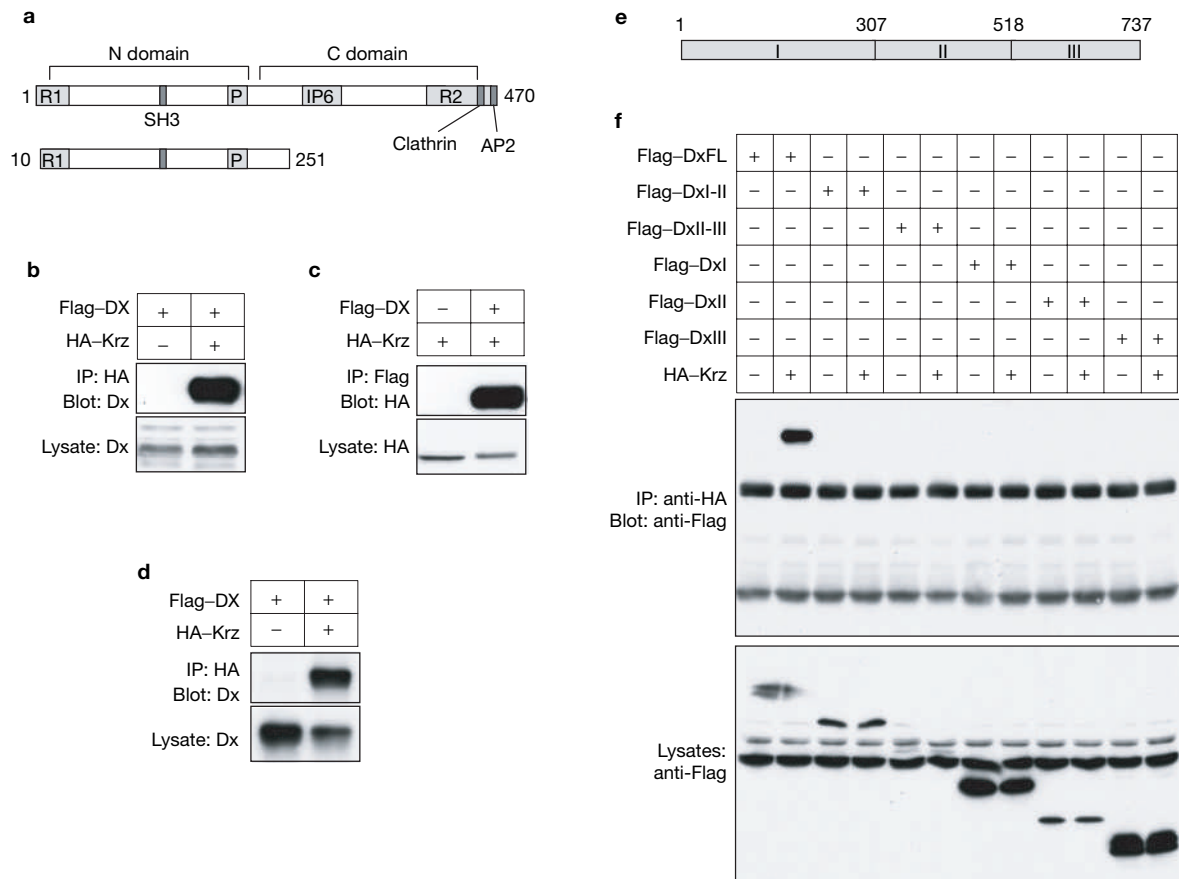 a
N domain
C domain
1 R1 P IP6 R2 470
SH3
Clathrin AP2
10 R1 P 251
b
Flag–DX + +
HA–Krz – +
IP: HA
Blot: Dx
Lysate: Dx
c
Flag–DX – +
HA–Krz + +
IP: Flag
Blot: HA
Lysate: HA
d
Flag–DX + +
HA–Krz – +
IP: HA
Blot: Dx
Lysate: Dx
e
1 307 518 737
I II III
f
Flag–DxFL + + – – – – – – – – – –
Flag–DxI-II – – + + – – – – – – – –
Flag–DxII-III – – – – + + – – – – – –
Flag–DxI – – – – – – + + – – – –
Flag–DxII – – – – – – – – + + – –
Flag–DxIII – – – – – – – – – – + +
HA–Krz – + – + – + – + – + – +
IP: anti-HA
Blot: anti-Flag
Lysates:
anti-Flag